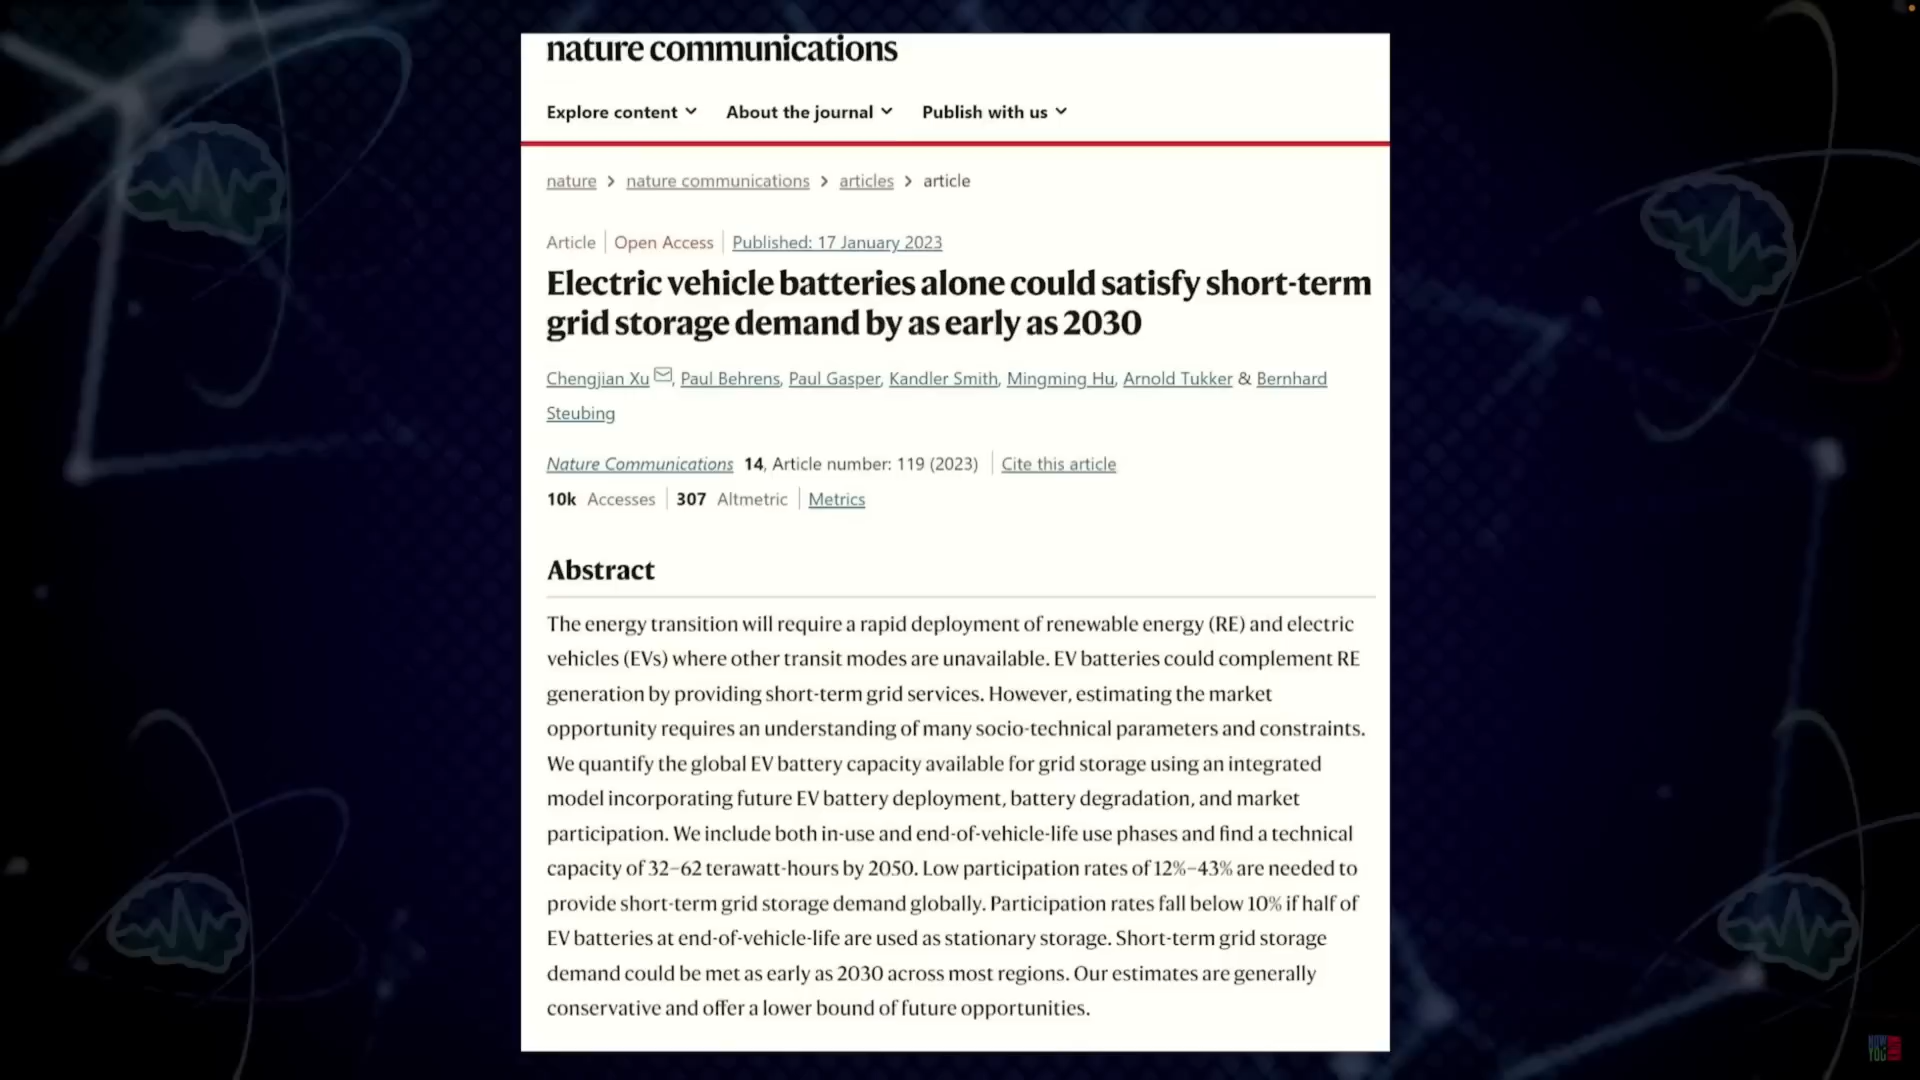 nature communications
Explore content About the journal Publish with us
nature > nature communications > articles > article
Article | Open Access | Published: 17 January 2023
Electric vehicle batteries alone could satisfy short-term
grid storage demand by as early as 2030
Chengjian Xu, Paul Behrens, Paul Gasper, Kandler Smith, Mingming Hu, Arnold Tukker & Bernhard
Steubing
Nature Communications 14, Article number: 119 (2023) | Cite this article
10k Accesses | 307 Altmetric | Metrics
Abstract
The energy transition will require a rapid deployment of renewable energy (RE) and electric
vehicles (EVs) where other transit modes are unavailable. EV batteries could complement RE
generation by providing short-term grid services. However, estimating the market
opportunity requires an understanding of many socio-technical parameters and constraints.
We quantify the global EV battery capacity available for grid storage using an integrated
model incorporating future EV battery deployment, battery degradation, and market
participation. We include both in-use and end-of-vehicle-life use phases and find a technical
capacity of 32–62 terawatt-hours by 2050. Low participation rates of 12%–43% are needed to
provide short-term grid storage demand globally. Participation rates fall below 10% if half of
EV batteries at end-of-vehicle-life are used as stationary storage. Short-term grid storage
demand could be met as early as 2030 across most regions. Our estimates are generally
conservative and offer a lower bound of future opportunities.
NOW
YOU